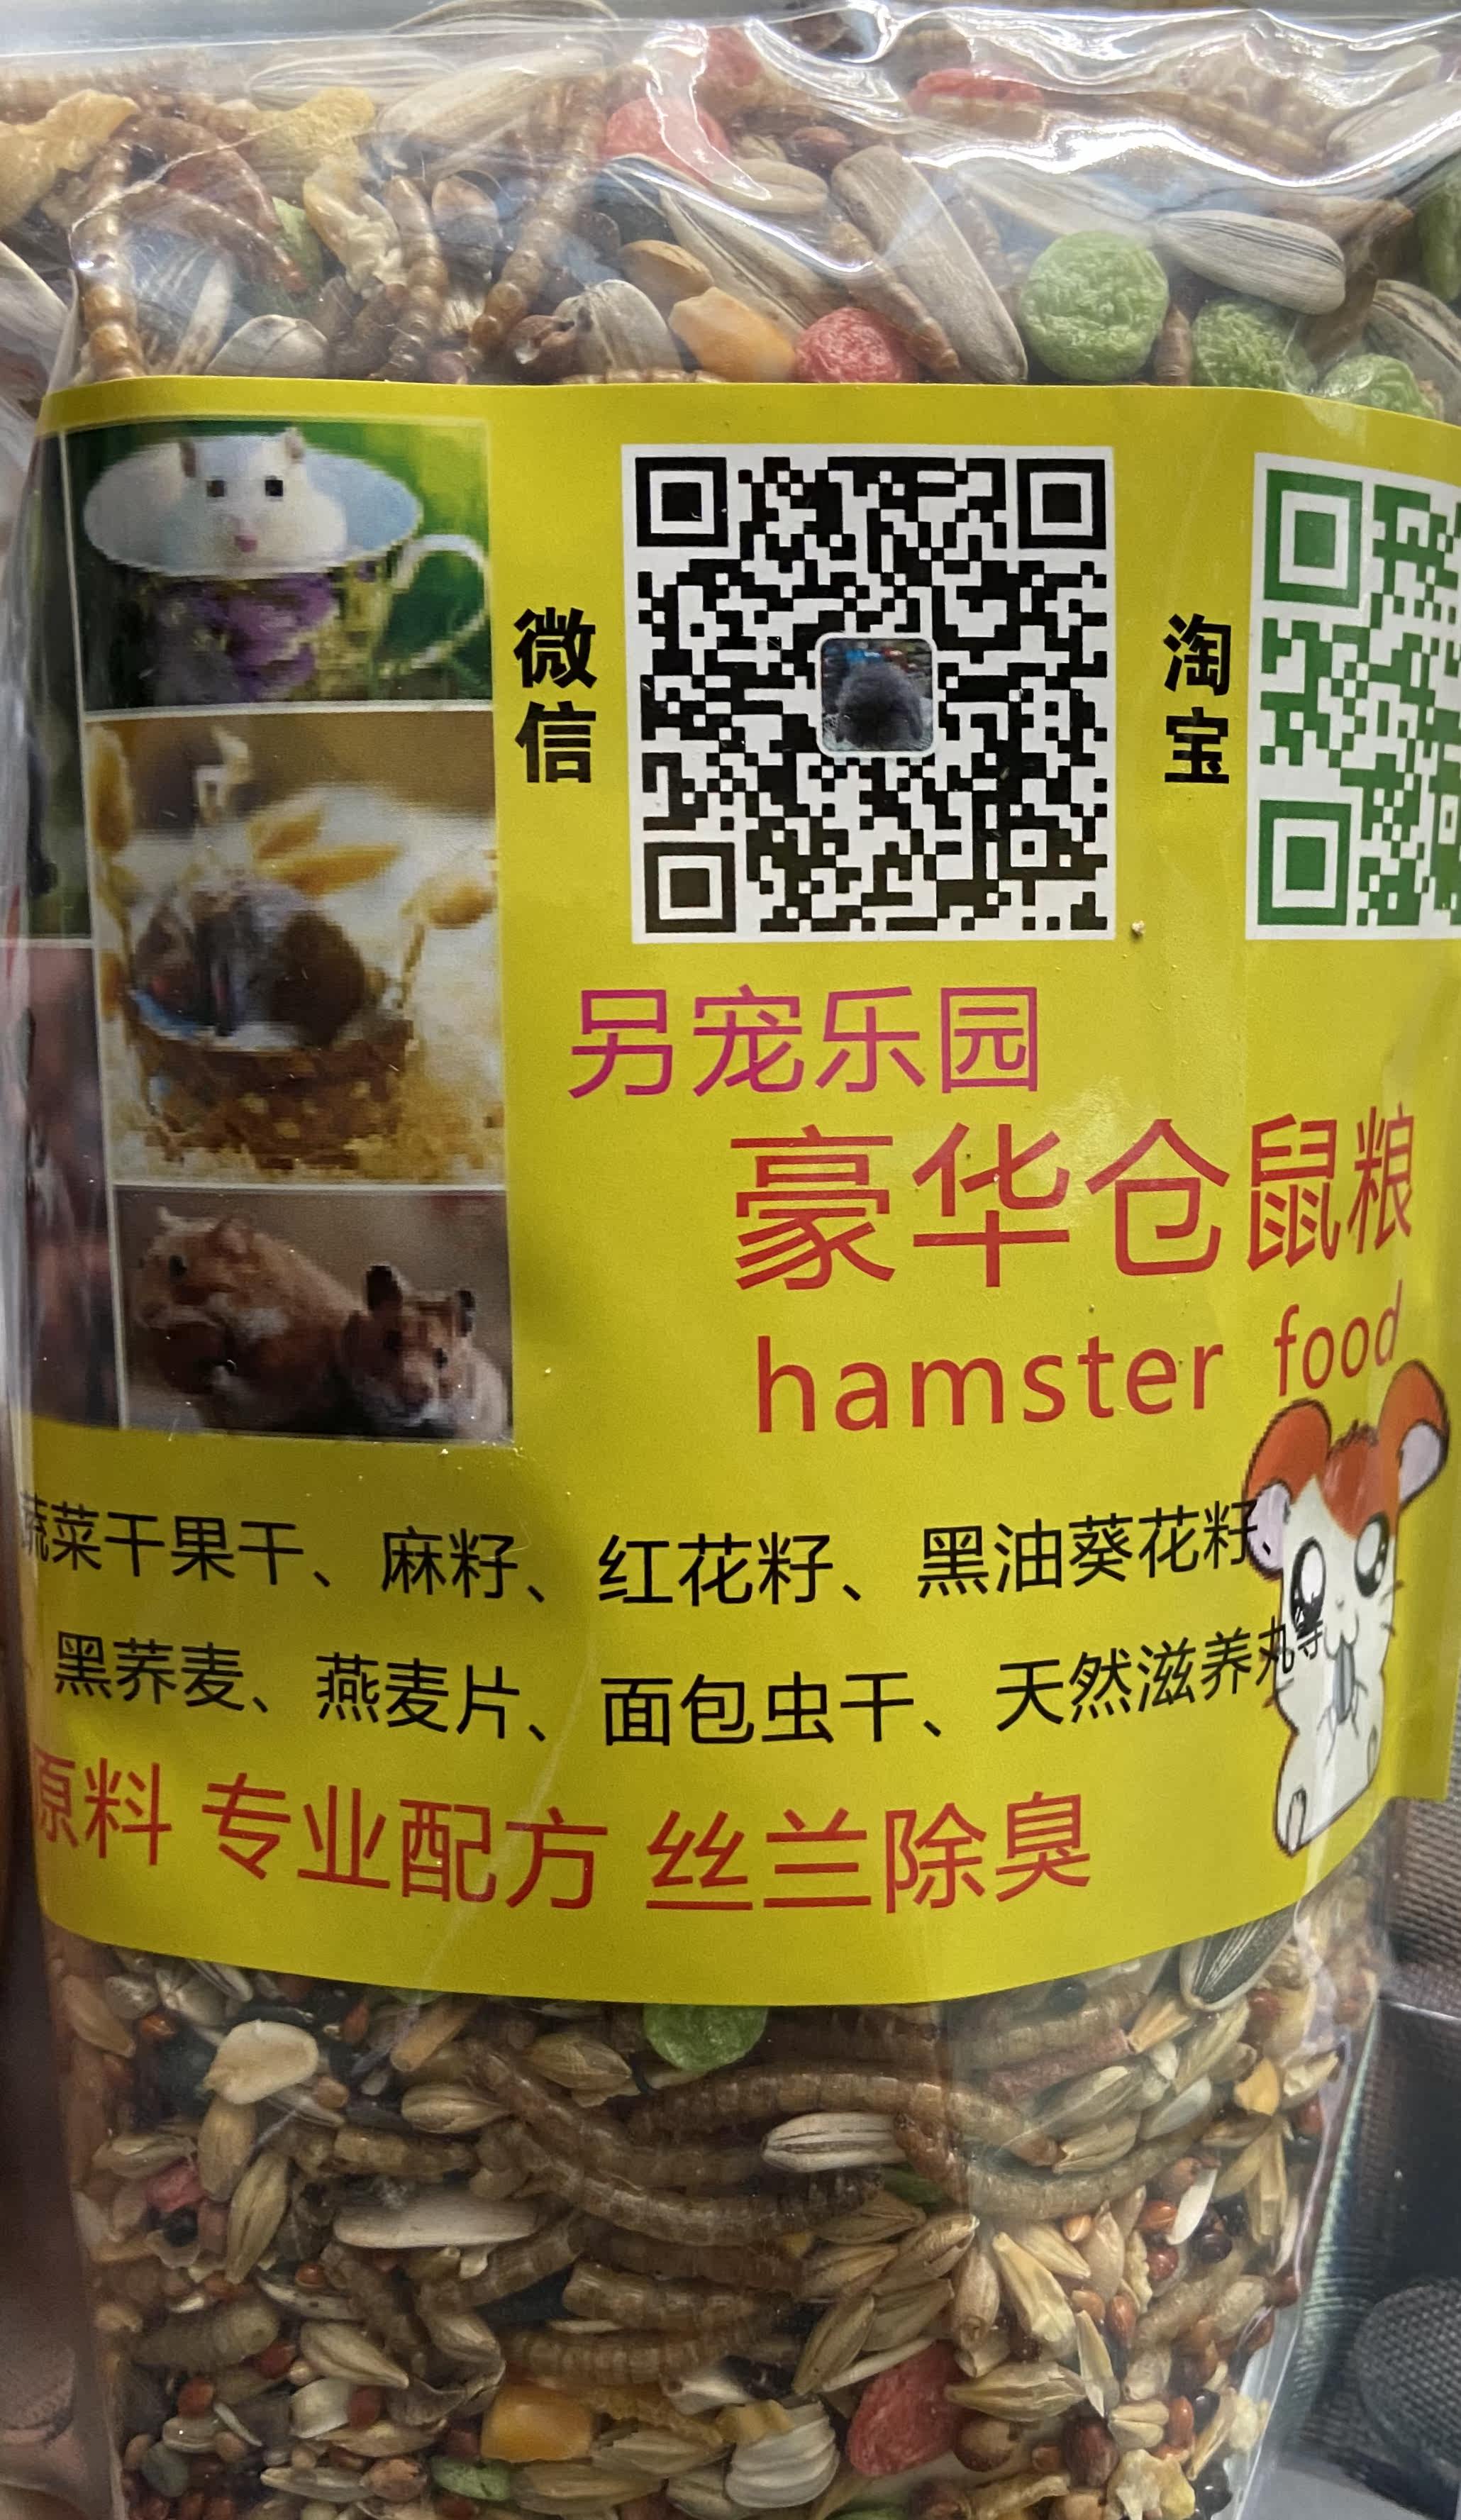 微信
淘宝
另宠乐园
豪华仓鼠粮
hamster food
蔬菜干果干、麻籽、红花籽、黑油葵花籽、
黑荞麦、燕麦片、面包虫干、天然滋养丸等
原料 专业配方 丝兰除臭